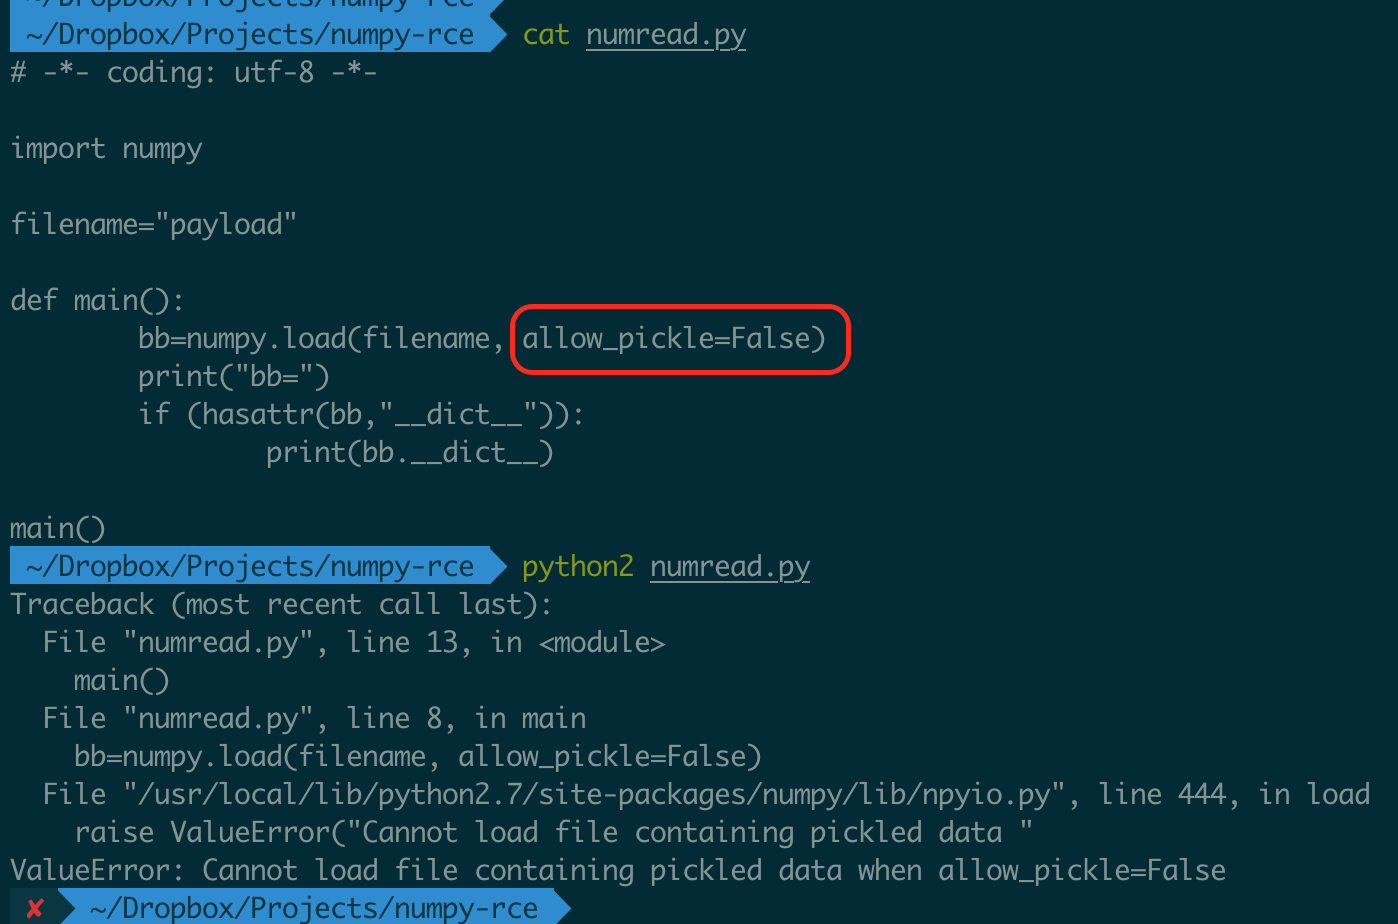 ~/Dropbox/Projects/numpy-rce
~/Dropbox/Projects/numpy-rce cat numread.py
# -*- coding: utf-8 -*-
import numpy
filename="payload"
def main():
bb=numpy.load(filename, allow_pickle=False)
print("bb=")
if (hasattr(bb,"__dict__")):
print(bb.__dict__)
main()
~/Dropbox/Projects/numpy-rce python2 numread.py
Traceback (most recent call last):
File "numread.py", line 13, in <module>
main()
File "numread.py", line 8, in main
bb=numpy.load(filename, allow_pickle=False)
File "/usr/local/lib/python2.7/site-packages/numpy/lib/npyio.py", line 444, in load
raise ValueError("Cannot load file containing pickled data "
ValueError: Cannot load file containing pickled data when allow_pickle=False
✘ ~/Dropbox/Projects/numpy-rce